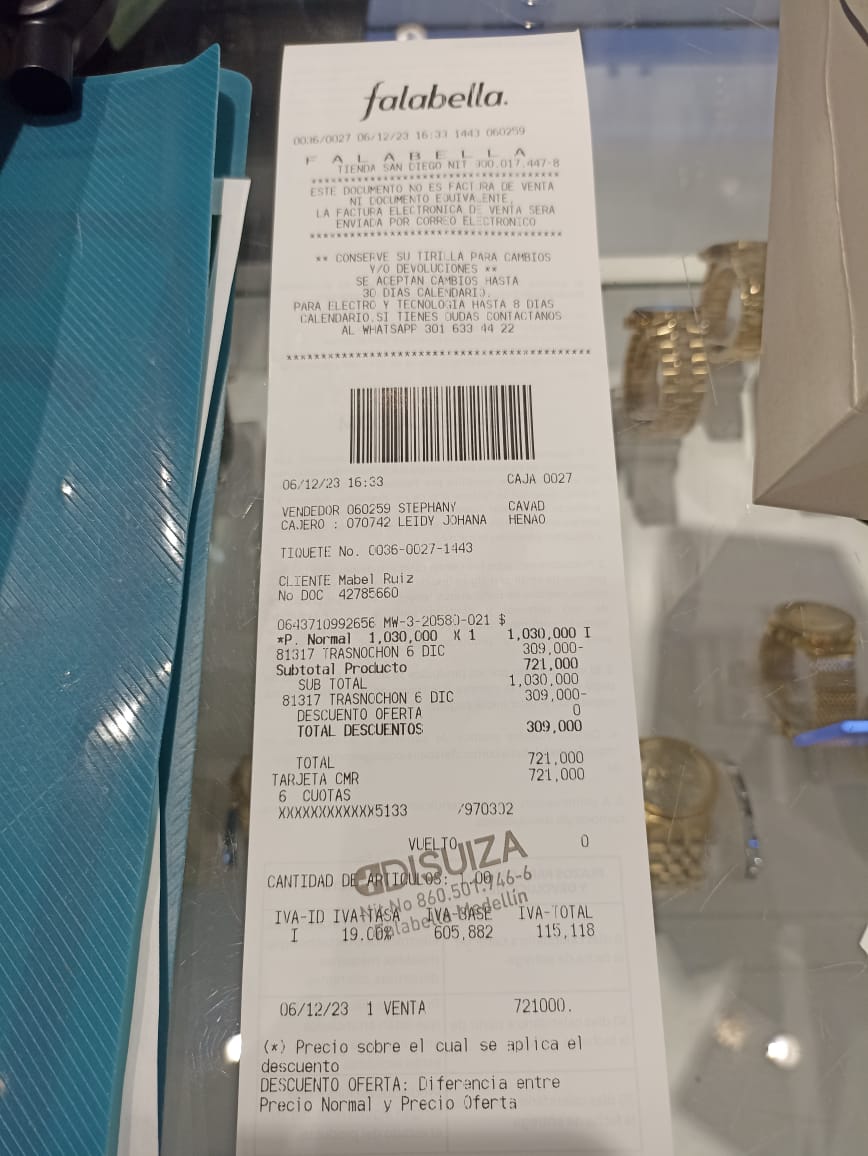 falabella.
0036/0027 06/12/23 16:33 1443 060259
F A L A B E L L A
TIENDA SAN DIEGO NIT 900.017.447-8
********************************************
ESTE DOCUMENTO NO ES FACTURA DE VENTA
NI DOCUMENTO EQUIVALENTE,
LA FACTURA ELECTRONICA DE VENTA SERA
ENVIADA POR CORREO ELECTRONICO
********************************************
** CONSERVE SU TIRILLA PARA CAMBIOS
Y/O DEVOLUCIONES **
SE ACEPTAN CAMBIOS HASTA
30 DIAS CALENDARIO.
PARA ELECTRO Y TECNOLOGIA HASTA 8 DIAS
CALENDARIO.SI TIENES DUDAS CONTACTANOS
AL WHATSAPP 301 633 44 22
********************************************
06/12/23 16:33 CAJA 0027
VENDEDOR 060259 STEPHANY CAVAD
CAJERO : 070742 LEIDY JOHANA HENAO
TIQUETE No. 0036-0027-1443
CLIENTE Mabel Ruiz
No DOC 42785660
0643710992656 MW-3-20580-021 $
*P. Normal 1,030,000 X 1 1,030,000 I
81317 TRASNOCHON 6 DIC 309,000-
Subtotal Producto 721,000
SUB TOTAL 1,030,000
81317 TRASNOCHON 6 DIC 309,000-
DESCUENTO OFERTA 0
TOTAL DESCUENTOS 309,000
TOTAL 721,000
TARJETA CMR 721,000
6 CUOTAS
XXXXXXXXXXXX5133 /970302
VUELTO 0
DISUIZA
CANTIDAD DE ARTICULOS: 1.00
Nit No 860.501.746-6
Falabella-Medellín
IVA-ID IVA-TASA IVA-BASE IVA-TOTAL
I 19.00% 605,882 115,118
06/12/23 1 VENTA 721000.
(*) Precio sobre el cual se aplica el
descuento
DESCUENTO OFERTA: Diferencia entre
Precio Normal y Precio Oferta